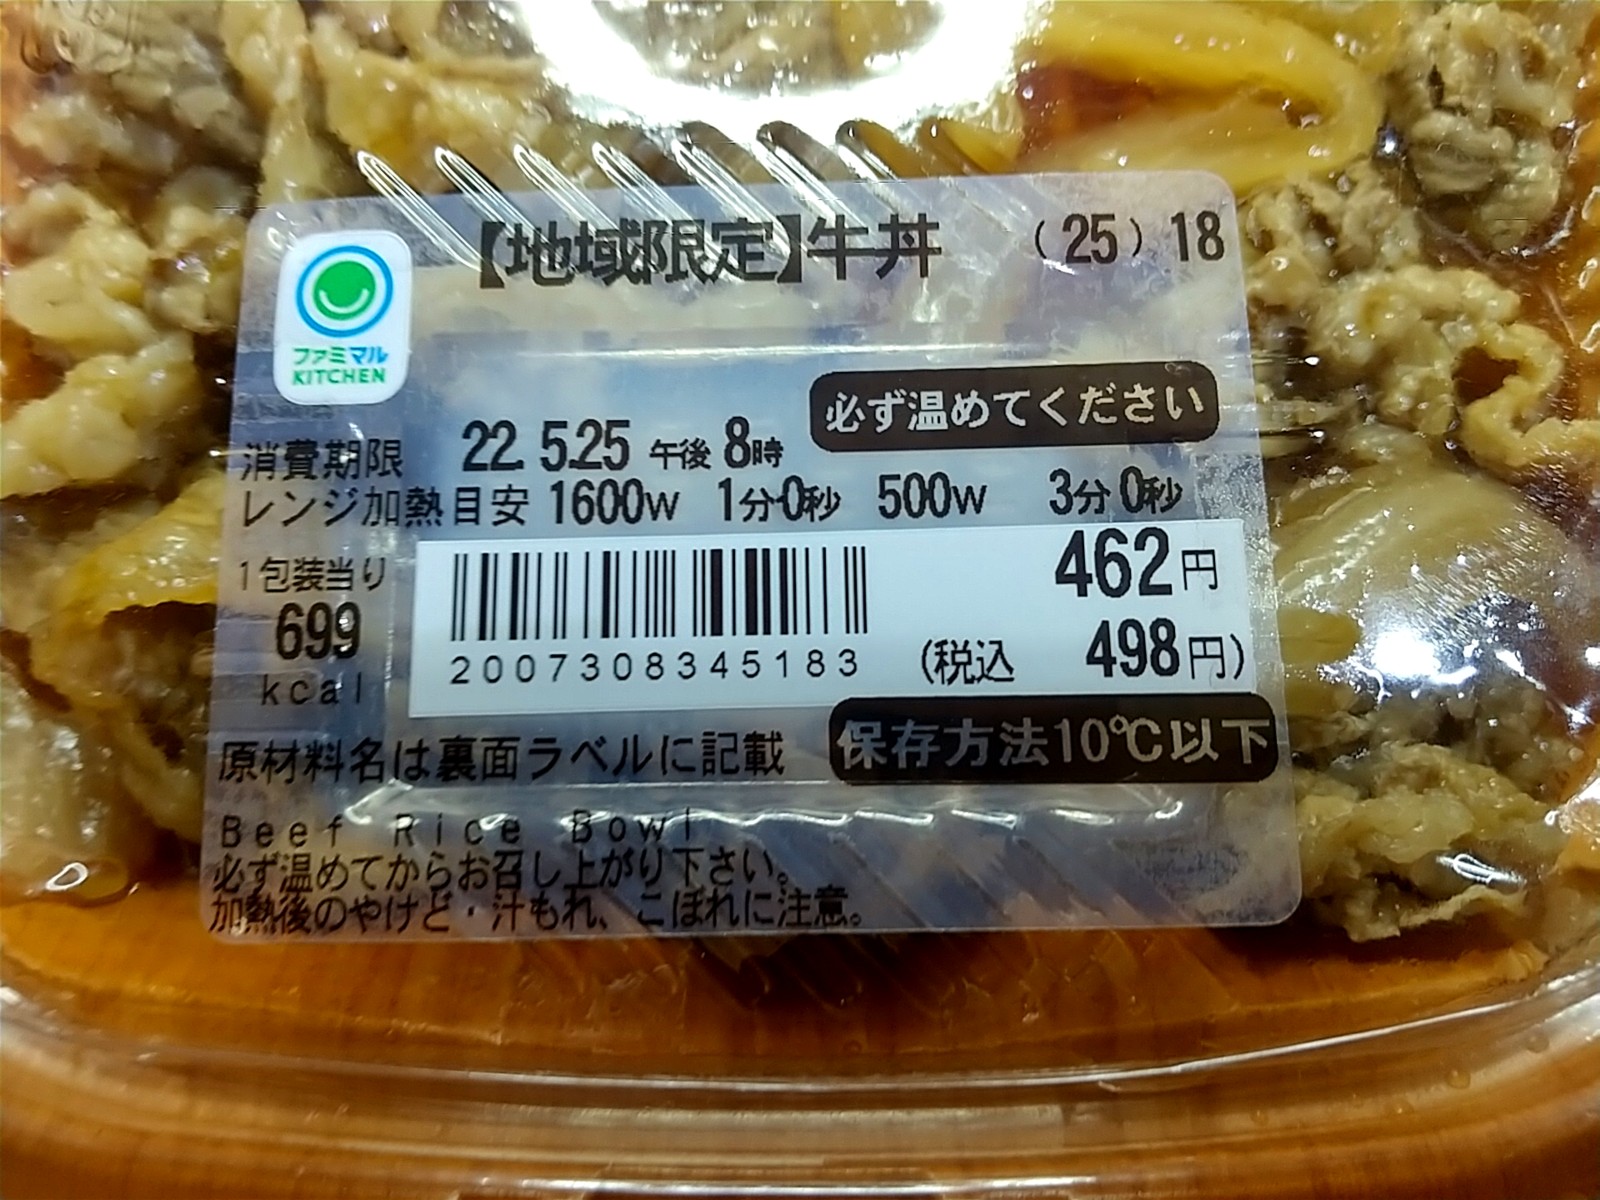 【地域限定】牛丼 （25）18
ファミマル
KITCHEN
必ず温めてください
消費期限 22. 5.25 午後 8時
レンジ加熱目安 1600W 1分 0秒 500W 3分 0秒
1包装当り
699
kcal
462円
2007308345183
(税込 498円)
原材料名は裏面ラベルに記載
保存方法10℃以下
Beef Rice Bowl
必ず温めてからお召し上がり下さい。
加熱後のやけど・汁もれ、こぼれに注意。